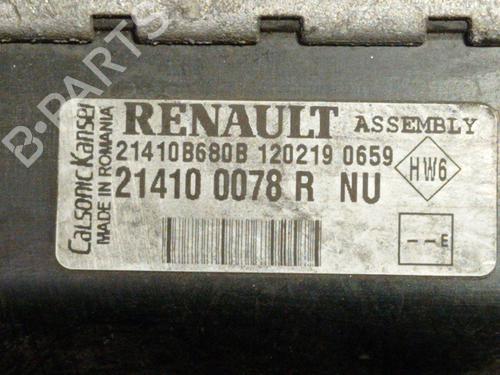 B-PARTS
RENAULT ASSEMBLY
21410B680B 120219 0659
21410 0078 R NU
HW6
--E
Calsonic Kansei
MADE IN ROMANIA